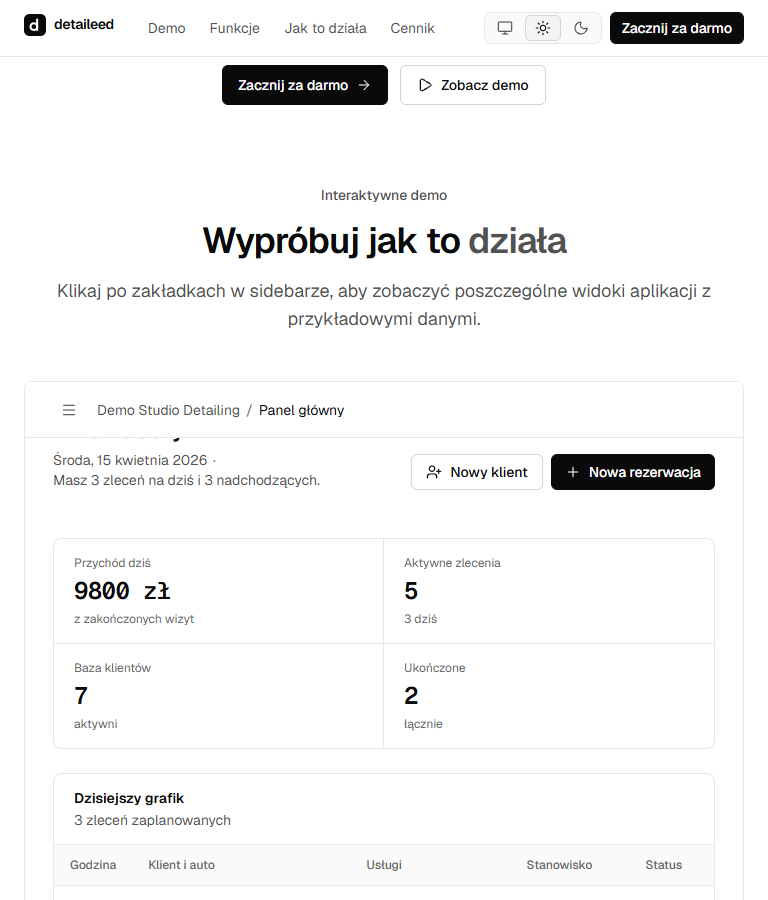 detaileed
Demo Funkcje Jak to działa Cennik
Zacznij za darmo
Zacznij za darmo
Zobacz demo
Interaktywne demo
Wypróbuj jak to działa
Klikaj po zakładkach w sidebarze, aby zobaczyć poszczególne widoki aplikacji z
przykładowymi danymi.
Demo Studio Detailing / Panel główny
Środa, 15 kwietnia 2026 ·
Masz 3 zleceń na dziś i 3 nadchodzących.
Nowy klient
Nowa rezerwacja
Przychód dziś
9800 zł
z zakończonych wizyt
Aktywne zlecenia
5
3 dziś
Baza klientów
7
aktywni
Ukończone
2
łącznie
Dzisiejszy grafik
3 zleceń zaplanowanych
Godzina Klient i auto Usługi Stanowisko Status